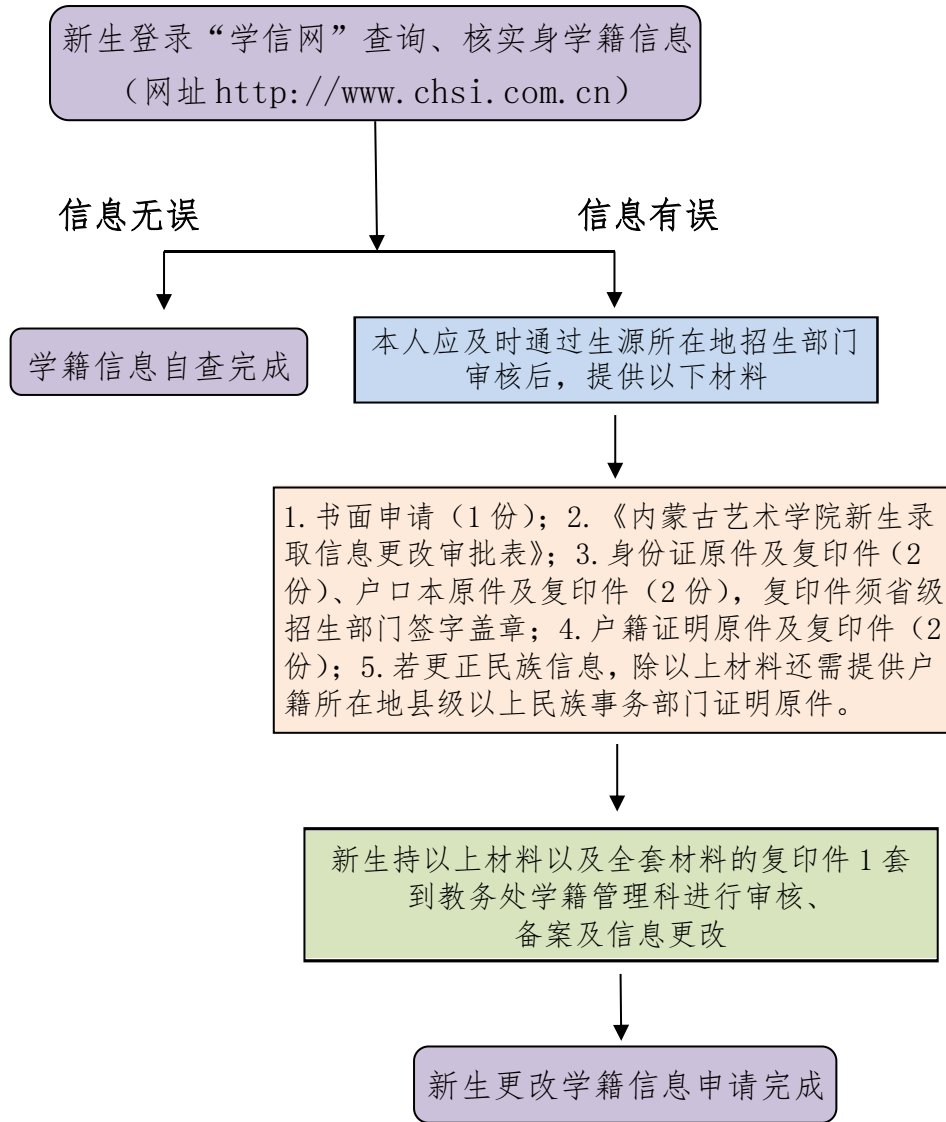 新生登录“学信网”查询、核实身学籍信息
（网址http://www.chsi.com.cn）
信息无误
信息有误
学籍信息自查完成
本人应及时通过生源所在地招生部门
审核后，提供以下材料
1.书面申请（1份）；2.《内蒙古艺术学院新生录
取信息更改审批表》；3.身份证原件及复印件（2
份）、户口本原件及复印件（2份），复印件须省级
招生部门签字盖章；4.户籍证明原件及复印件（2
份）；5.若更正民族信息，除以上材料还需提供户
籍所在地县级以上民族事务部门证明原件。
新生持以上材料以及全套材料的复印件1套
到教务处学籍管理科进行审核、
备案及信息更改
新生更改学籍信息申请完成